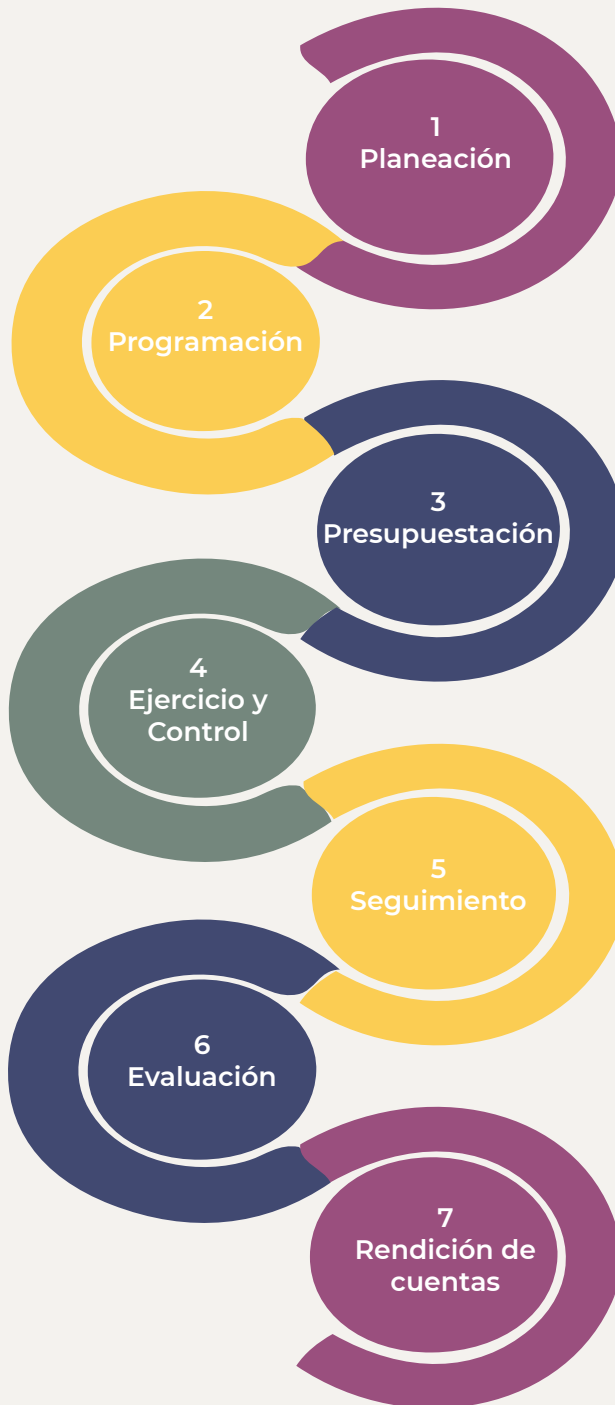 1
Planeación
2
Programación
3
Presupuestación
4
Ejercicio y
Control
5
Seguimiento
6
Evaluación
7
Rendición de
cuentas